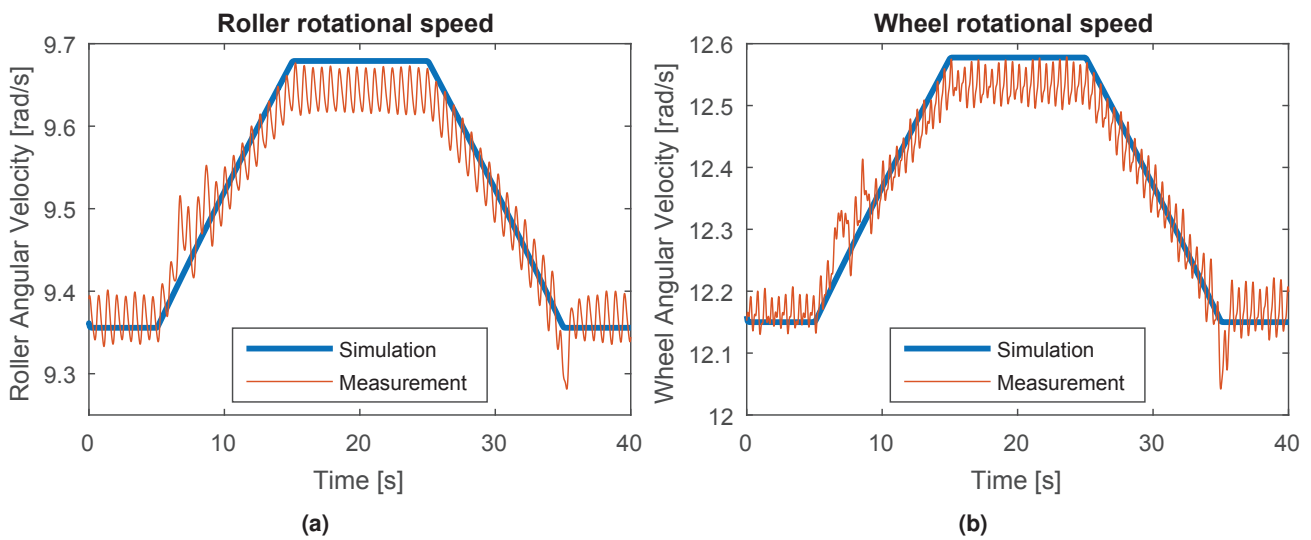 Roller rotational speed
9.7
9.6
9.5
9.4
9.3
Roller Angular Velocity [rad/s]
Simulation
Measurement
0 10 20 30 40
Time [s]
(a)
Wheel rotational speed
12.6
12.5
12.4
12.3
12.2
12.1
12
Wheel Angular Velocity [rad/s]
Simulation
Measurement
0 10 20 30 40
Time [s]
(b)